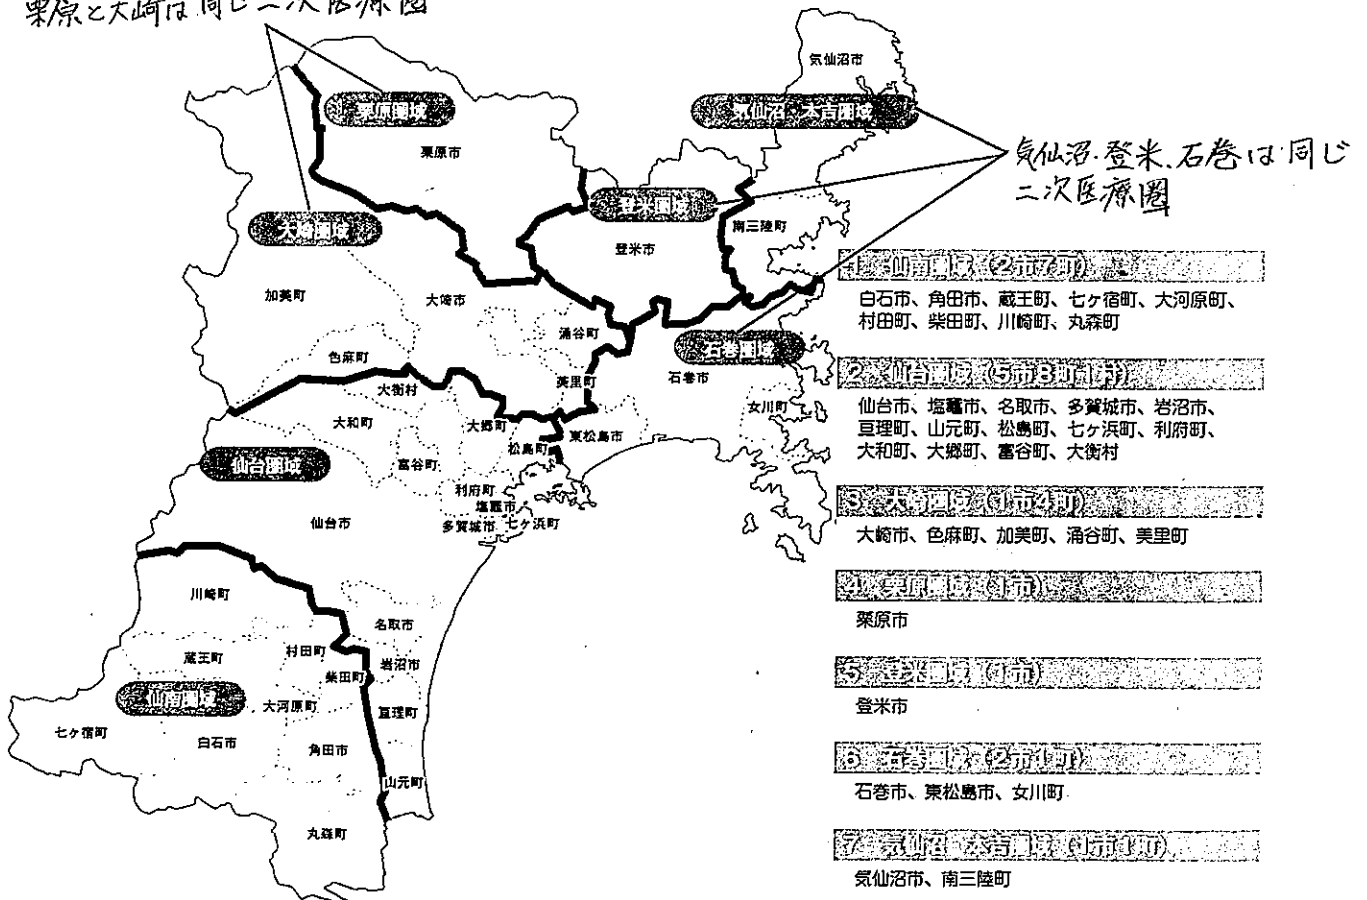 栗原と大崎は同じ二次医療圏
気仙沼市
栗原圏域
気仙沼・本吉圏域
栗原市
気仙沼、登米、石巻は同じ
二次医療圏
登米圏域
大崎圏域
南三陸町
登米市
1 仙南圏域(2市7町)
白石市、角田市、蔵王町、七ヶ宿町、大河原町、
村田町、柴田町、川崎町、丸森町
加美町
大崎市
涌谷町
石巻圏域
色麻町
美里町
石巻市
大衡村
女川町
2 仙台圏域(5市8町1村)
仙台市、塩竈市、名取市、多賀城市、岩沼市、
亘理町、山元町、松島町、七ヶ浜町、利府町、
大和町、大郷町、富谷町、大衡村
大和町
大郷町
東松島市
松島町
仙台圏域
富谷町
利府町
塩竈市
多賀城市
七ヶ浜町
仙台市
3 大崎圏域(1市4町)
大崎市、色麻町、加美町、涌谷町、美里町
4 栗原圏域(1市)
栗原市
川崎町
名取市
村田町
蔵王町
岩沼市
柴田町
仙南圏域
大河原町
亘理町
5 登米圏域(1市)
登米市
七ヶ宿町
白石市
角田市
山元町
丸森町
6 石巻圏域(2市1町)
石巻市、東松島市、女川町
7 気仙沼・本吉圏域(1市1町)
気仙沼市、南三陸町